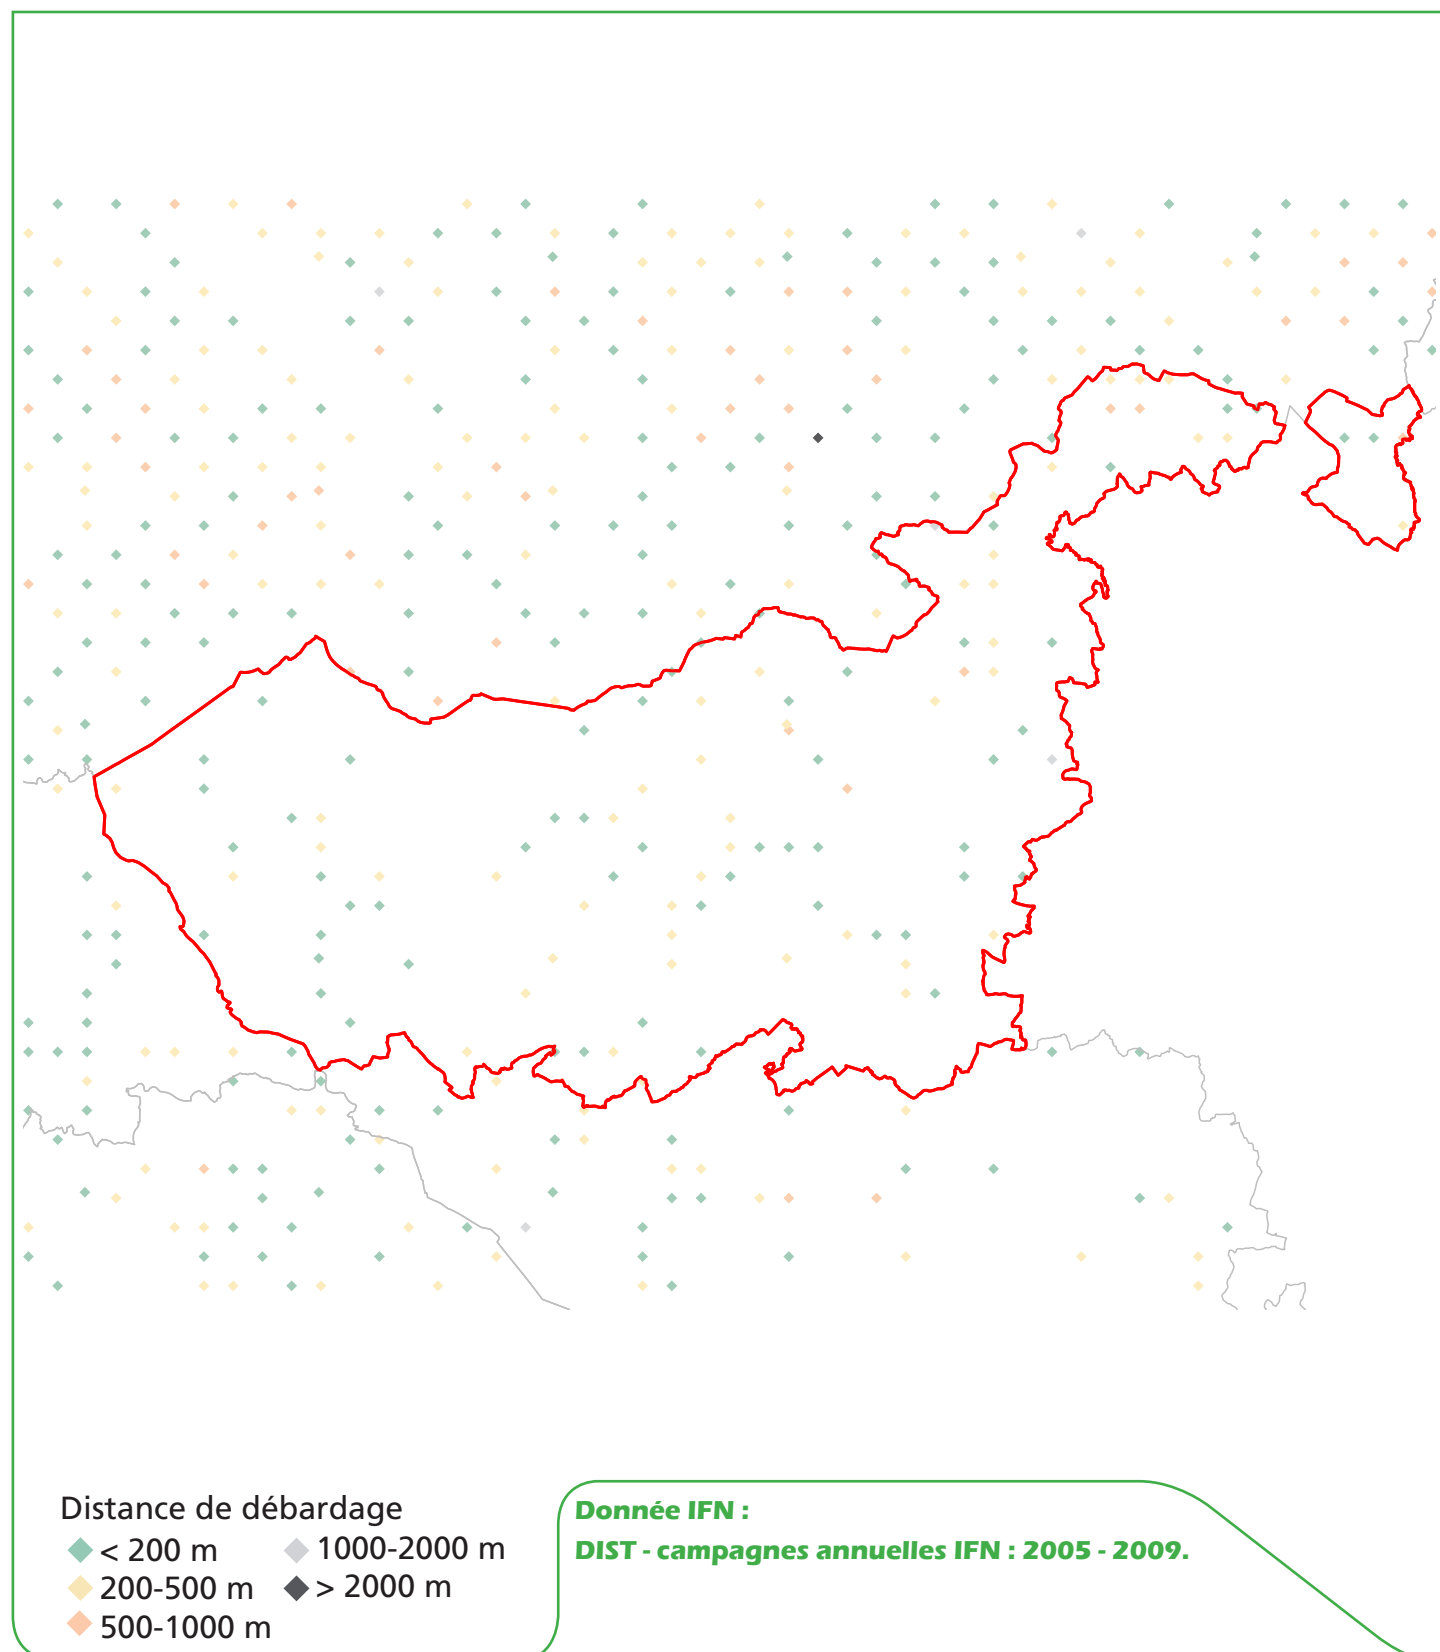 Distance de débardage
< 200 m
200-500 m
500-1000 m
1000-2000 m
> 2000 m
Donnée IFN :
DIST - campagnes annuelles IFN : 2005 - 2009.